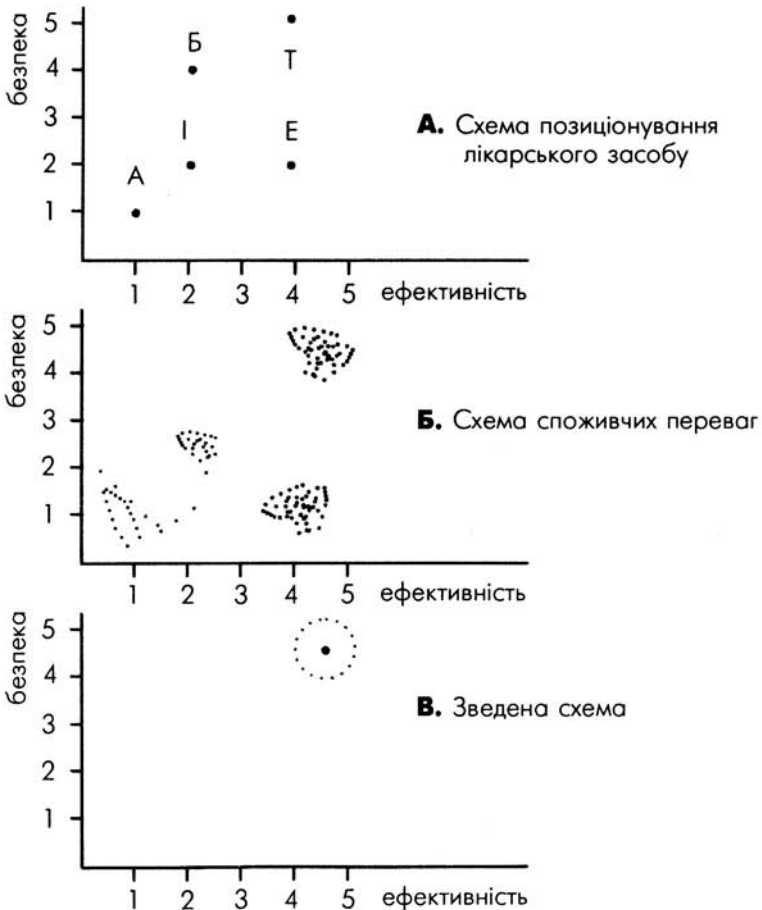 безпека
5
4
3
2
1
Б
Т
І
Е
А
1 2 3 4 5 ефективність
А. Схема позиціонування
лікарського засобу
безпека
5
4
3
2
1
1 2 3 4 5 ефективність
Б. Схема споживчих переваг
безпека
5
4
3
2
1
1 2 3 4 5 ефективність
В. Зведена схема